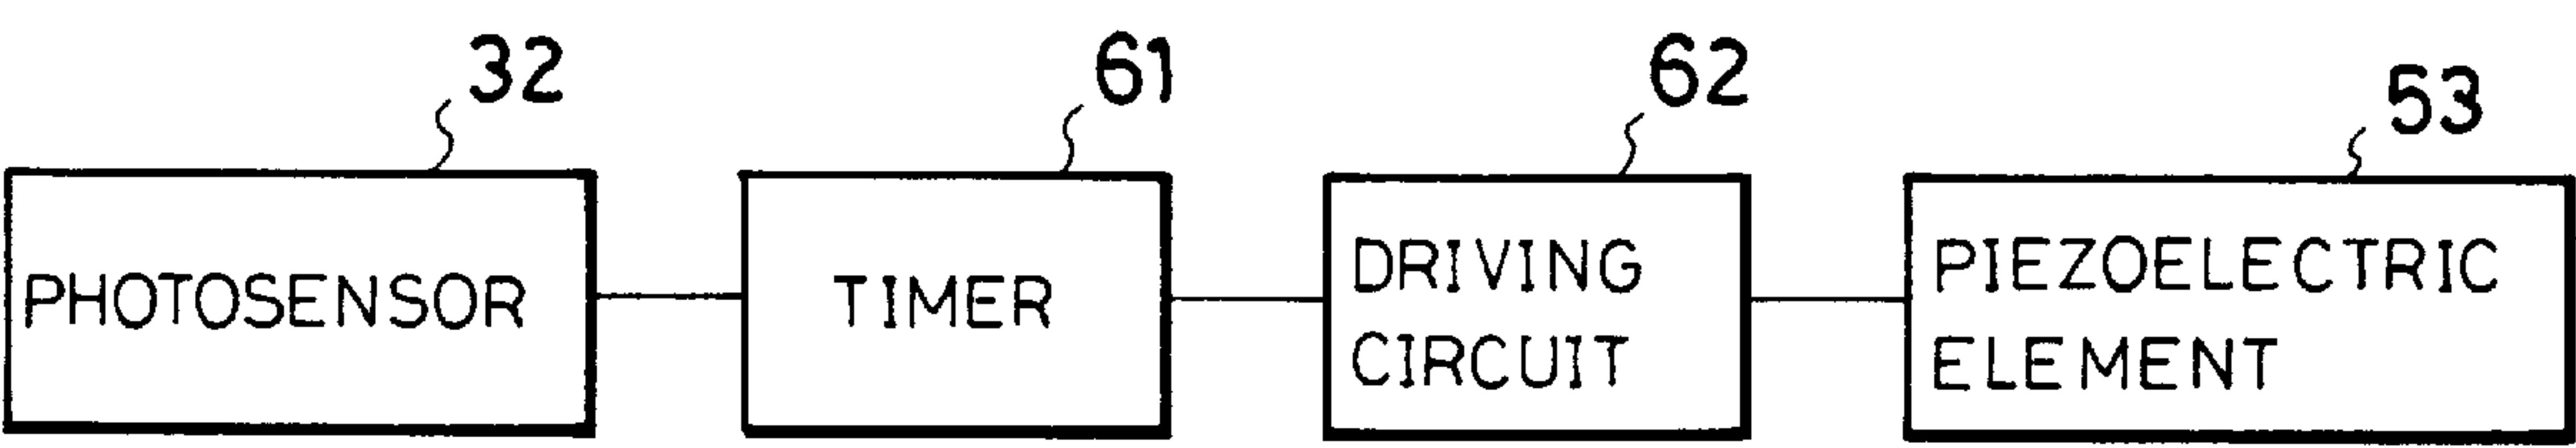 32
61
62
53
PHOTOSENSOR
TIMER
DRIVING
CIRCUIT
PIEZOELECTRIC
ELEMENT